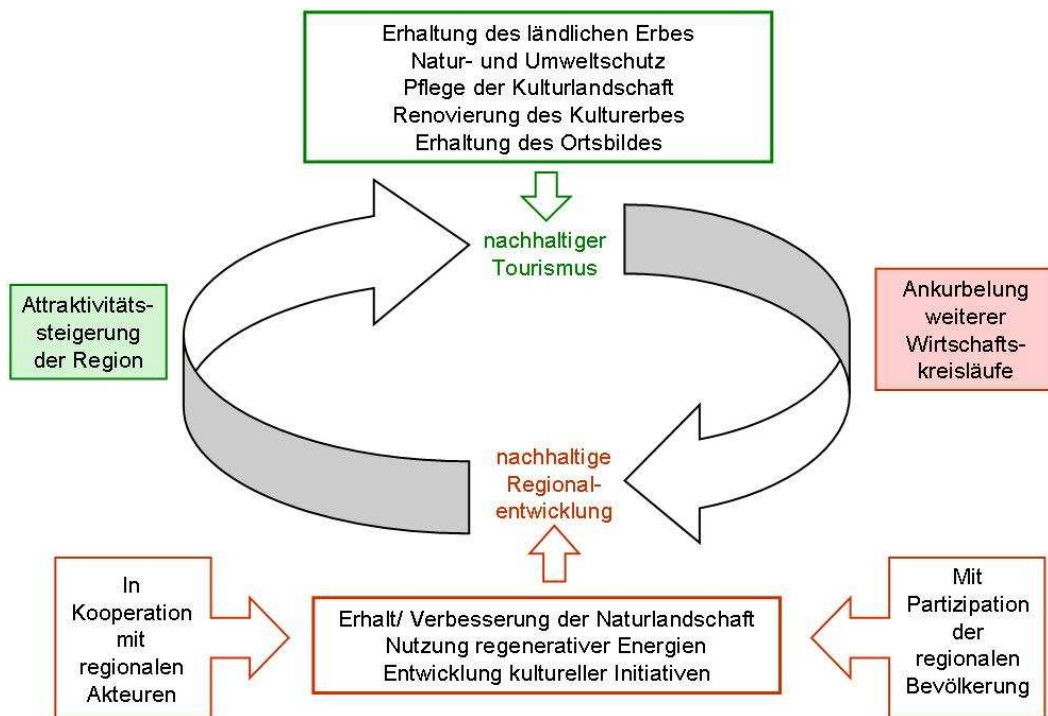 Erhaltung des ländlichen Erbes
Natur- und Umweltschutz
Pflege der Kulturlandschaft
Renovierung des Kulturerbes
Erhaltung des Ortsbildes
nachhaltiger
Tourismus
Attraktivitäts-
steigerung
der Region
Ankurbelung
weiterer
Wirtschafts-
kreisläufe
nachhaltige
Regional-
entwicklung
In
Kooperation
mit
regionalen
Akteuren
Erhalt/ Verbesserung der Naturlandschaft
Nutzung regenerativer Energien
Entwicklung kultureller Initiativen
Mit
Partizipation
der
regionalen
Bevölkerung